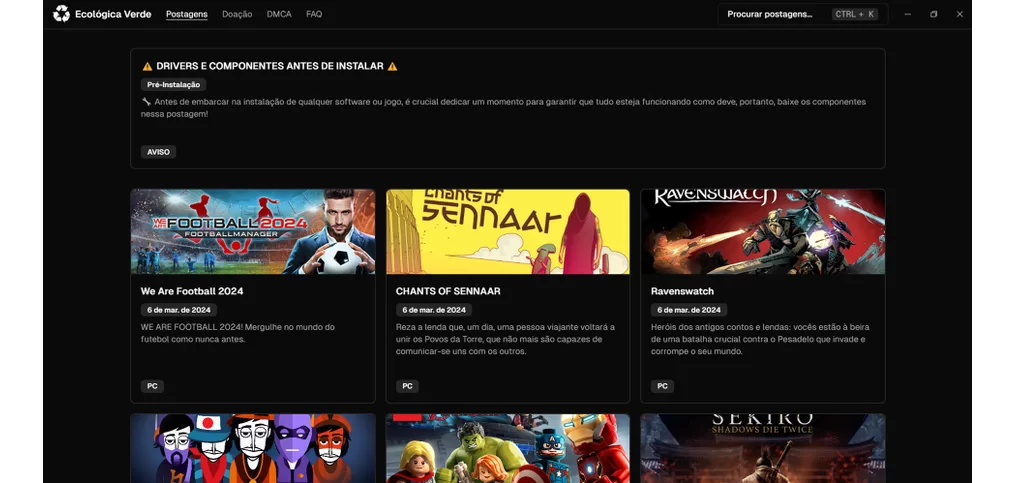 Ecológica Verde Postagens Doação DMCA FAQ Procurar postagens... CTRL + K
⚠️ DRIVERS E COMPONENTES ANTES DE INSTALAR ⚠️
Pré-Instalação
🔧 Antes de embarcar na instalação de qualquer software ou jogo, é crucial dedicar um momento para garantir que tudo esteja funcionando como deve, portanto, baixe os componentes
nessa postagem!
AVISO
WE ARE FOOTBALL 2024
FOOTBALL MANAGER
We Are Football 2024
6 de mar. de 2024
WE ARE FOOTBALL 2024! Mergulhe no mundo do
futebol como nunca antes.
PC
chants of
SENNAAR
CHANTS OF SENNAAR
6 de mar. de 2024
Reza a lenda que, um dia, uma pessoa viajante voltará a
unir os Povos da Torre, que não mais são capazes de
comunicar-se uns com os outros.
PC
RAVENSWATCH
Ravenswatch
6 de mar. de 2024
Heróis dos antigos contos e lendas: vocês estão à beira
de uma batalha crucial contra o Pesadelo que invade e
corrompe o seu mundo.
PC
SEKIRO
SHADOWS DIE TWICE